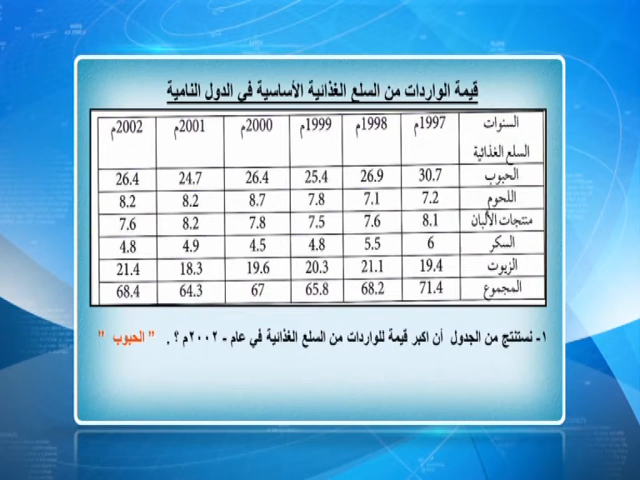 قيمة الواردات من السلع الغذائية الأساسية في الدول النامية
السنوات 1997م 1998م 1999م 2000م 2001م 2002م
السلع الغذائية
الحبوب 30.7 26.9 25.4 26.4 24.7 26.4
اللحوم 7.2 7.1 7.8 8.7 8.2 8.2
منتجات الألبان 8.1 7.6 7.5 7.8 8.2 7.6
السكر 6 5.5 4.8 4.5 4.9 4.8
الزيوت 19.4 21.1 20.3 19.6 18.3 21.4
المجموع 71.4 68.2 65.8 67 64.3 68.4
١- نستنتج من الجدول أن اكبر قيمة للواردات من السلع الغذائية في عام - ٢٠٠٢م ؟ . " الحبوب "